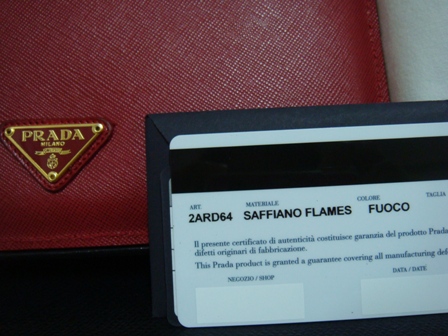 PRADA
MILANO
ART. MATERIALE COLORE TAGLIA
2ARD64 SAFFIANO FLAMES FUOCO
Il presente certificato di autenticità costituisce garanzia del prodotto Prada
difetti originari di fabbricazione.
This Prada product is granted a guarantee covering all manufacturing
NEGOZIO / SHOP DATA / DATE